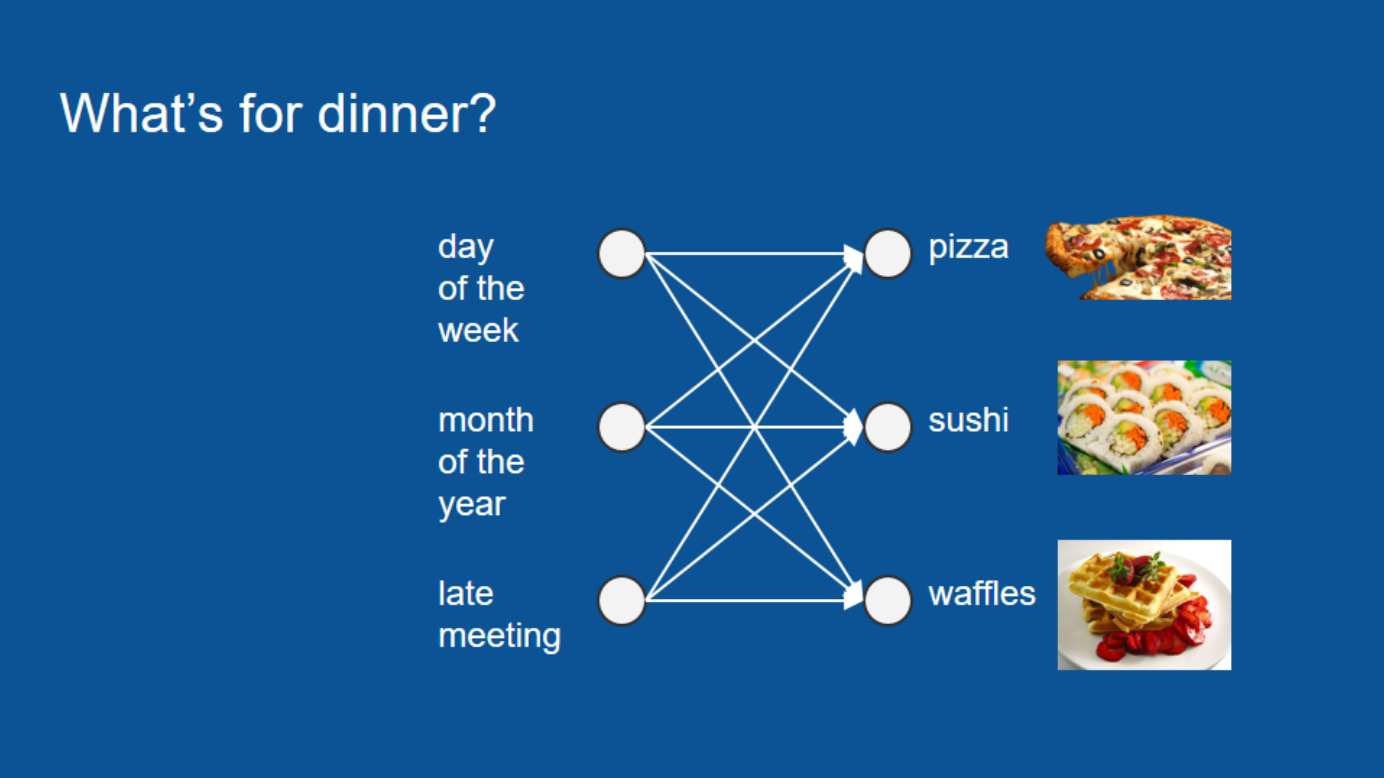 What’s for dinner?
day
of the
week
pizza
month
of the
year
sushi
late
meeting
waffles